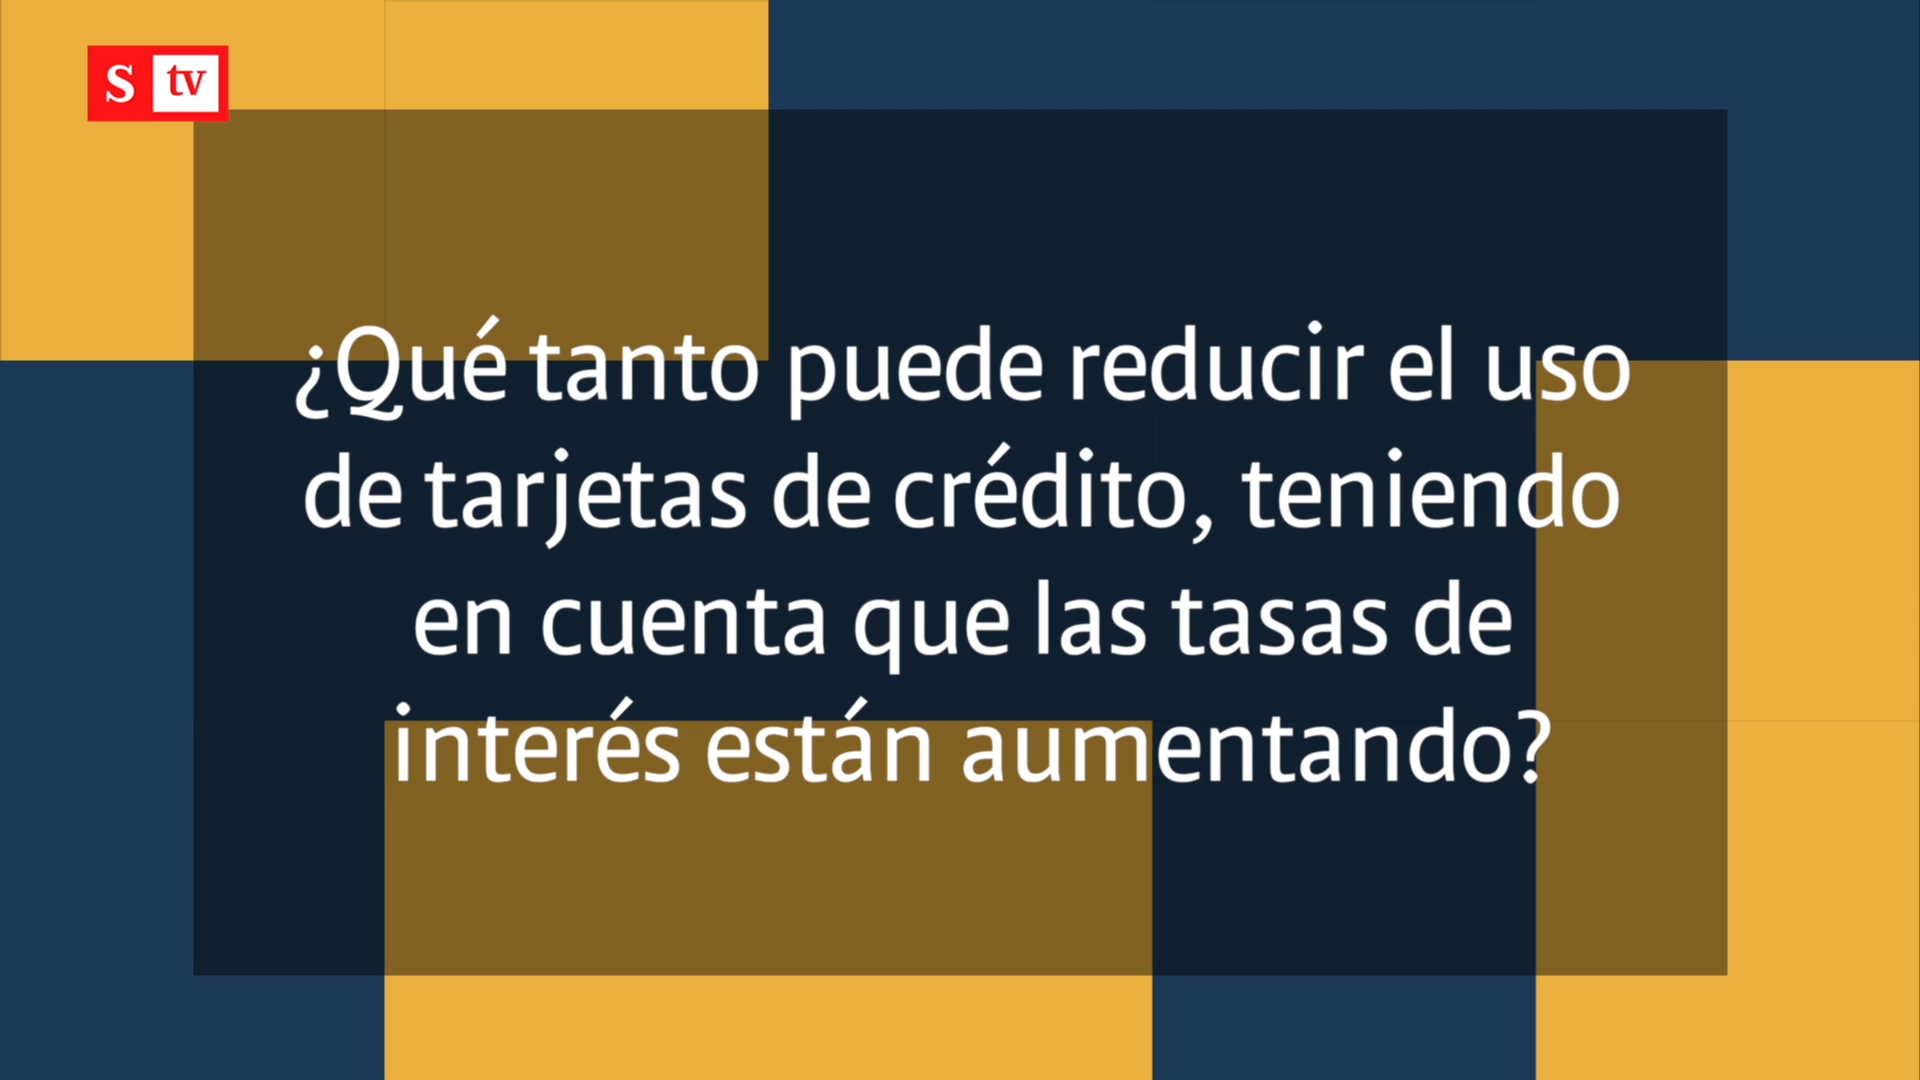 S tv
¿Qué tanto puede reducir el uso
de tarjetas de crédito, teniendo
en cuenta que las tasas de
interés están aumentando?